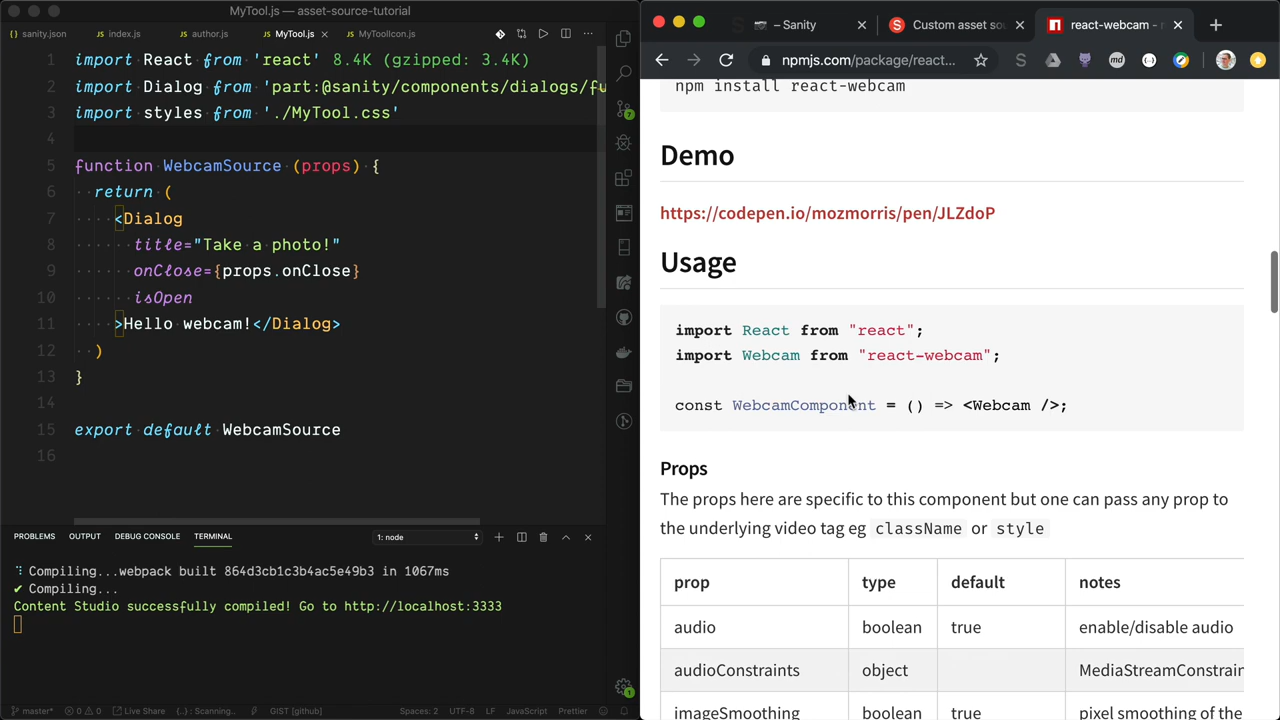 MyTool.js — asset-source-tutorial
sanity.json
index.js
author.js
MyTool.js
MyToolIcon.js
1 import React from 'react' 8.4K (gzipped: 3.4K)
2 import Dialog from 'part:@sanity/components/dialogs/fu
3 import styles from './MyTool.css'
4
5 function WebcamSource (props) {
6 return (
7 <Dialog
8 title="Take a photo!"
9 onClose={props.onClose}
10 isOpen
11 >Hello webcam!</Dialog>
12 )
13 }
14
15 export default WebcamSource
16
PROBLEMS OUTPUT DEBUG CONSOLE TERMINAL 1: node
Compiling...webpack built 864d3cb1c3b4ac5e49b3 in 1067ms
✔ Compiling...
Content Studio successfully compiled! Go to http://localhost:3333
master* 0 0 Live Share {..}: Scanning... GIST [github] Spaces: 2 UTF-8 LF JavaScript Prettier
– Sanity
Custom asset sou
react-webcam - n
npmjs.com/package/react...
npm install react-webcam
Demo
https://codepen.io/mozmorris/pen/JLZdoP
Usage
import React from "react";
import Webcam from "react-webcam";
const WebcamComponent = () => <Webcam />;
Props
The props here are specific to this component but one can pass any prop to
the underlying video tag eg className or style
prop type default notes
audio boolean true enable/disable audio
audioConstraints object MediaStreamConstrain
imageSmoothing boolean true pixel smoothing of the